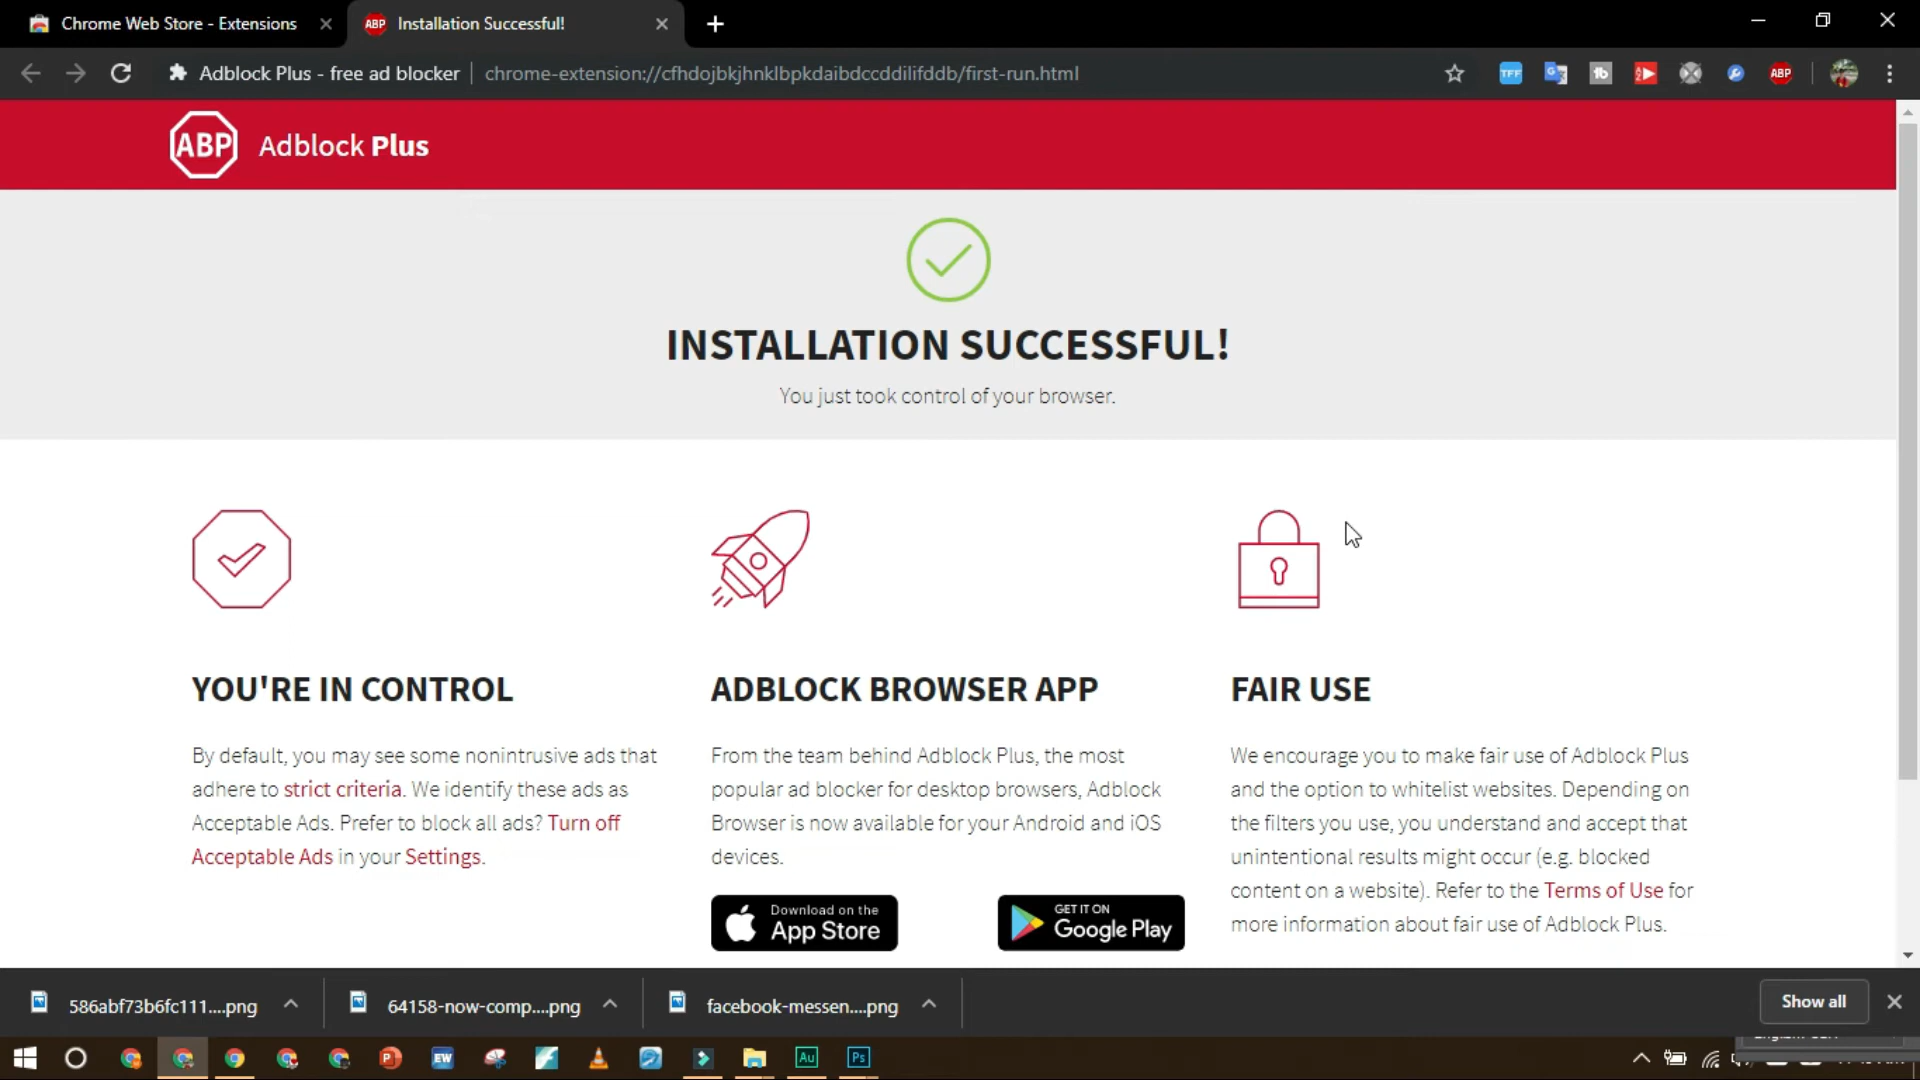 Chrome Web Store - Extensions
ABP Installation Successful!
Adblock Plus - free ad blocker chrome-extension://cfhdojbkjhnklbpkdaibdccddilifddb/first-run.html
TFF tb ABP
ABP Adblock Plus
INSTALLATION SUCCESSFUL!
You just took control of your browser.
YOU'RE IN CONTROL
By default, you may see some nonintrusive ads that
adhere to strict criteria. We identify these ads as
Acceptable Ads. Prefer to block all ads? Turn off
Acceptable Ads in your Settings.
ADBLOCK BROWSER APP
From the team behind Adblock Plus, the most
popular ad blocker for desktop browsers, Adblock
Browser is now available for your Android and iOS
devices.
Download on the
App Store
GET IT ON
Google Play
FAIR USE
We encourage you to make fair use of Adblock Plus
and the option to whitelist websites. Depending on
the filters you use, you understand and accept that
unintentional results might occur (e.g. blocked
content on a website). Refer to the Terms of Use for
more information about fair use of Adblock Plus.
586abf73b6fc111....png
64158-now-comp....png
facebook-messen....png
Show all
P EW Au Ps